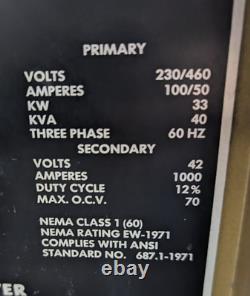 PRIMARY
VOLTS 230/460
AMPERES 100/50
KW 33
KVA 40
THREE PHASE 60 HZ
SECONDARY
VOLTS 42
AMPERES 1000
DUTY CYCLE 12%
MAX. O.C.V. 70
NEMA CLASS 1 (60)
NEMA RATING EW-1971
COMPLIES WITH ANSI
STANDARD NO. 687.1-1971